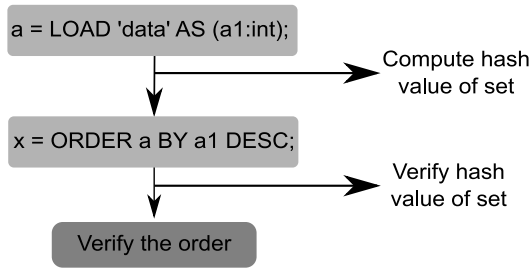 a = LOAD 'data' AS (a1:int);
Compute hash
value of set
x = ORDER a BY a1 DESC;
Verify hash
value of set
Verify the order